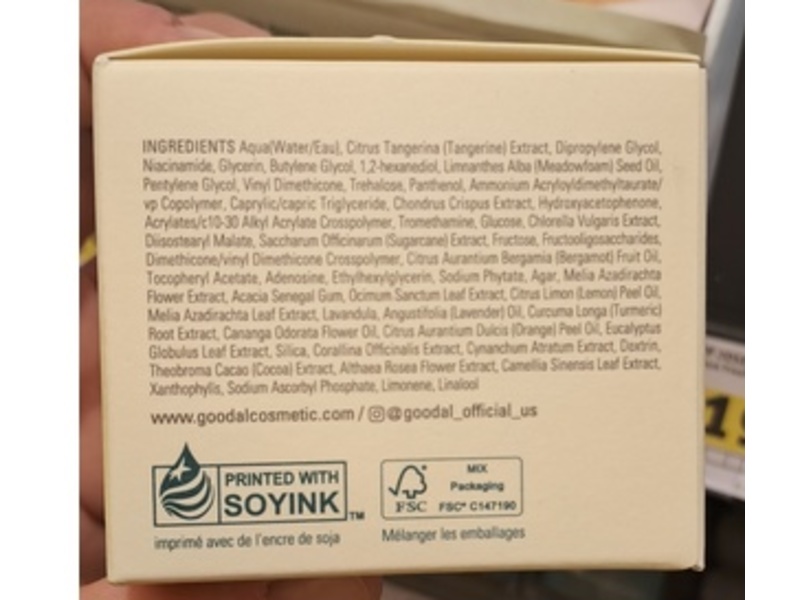 INGREDIENTS Aqua(Water/Eau), Citrus Tangerina (Tangerine) Extract, Dipropylene Glycol,
Niacinamide, Glycerin, Butylene Glycol, 1,2-hexanediol, Limnanthes Alba (Meadowfoam) Seed Oil,
Pentylene Glycol, Vinyl Dimethicone, Trehalose, Panthenol, Ammonium Acryloyldimethyltaurate/
vp Copolymer, Caprylic/capric Triglyceride, Chondrus Crispus Extract, Hydroxyacetophenone,
Acrylates/c10-30 Alkyl Acrylate Crosspolymer, Tromethamine, Glucose, Chlorella Vulgaris Extract,
Diisostearyl Malate, Saccharum Officinarum (Sugarcane) Extract, Fructose, Fructooligosaccharides,
Dimethicone/vinyl Dimethicone Crosspolymer, Citrus Aurantium Bergamia (Bergamot) Fruit Oil,
Tocopheryl Acetate, Adenosine, Ethylhexylglycerin, Sodium Phytate, Agar, Melia Azadirachta
Flower Extract, Acacia Senegal Gum, Ocimum Sanctum Leaf Extract, Citrus Limon (Lemon) Peel Oil,
Melia Azadirachta Leaf Extract, Lavandula, Angustifolia (Lavender) Oil, Curcuma Longa (Turmeric)
Root Extract, Cananga Odorata Flower Oil, Citrus Aurantium Dulcis (Orange) Peel Oil, Eucalyptus
Globulus Leaf Extract, Silica, Corallina Officinalis Extract, Cynanchum Atratum Extract, Dextrin,
Theobroma Cacao (Cocoa) Extract, Althaea Rosea Flower Extract, Camellia Sinensis Leaf Extract,
Xanthophylls, Sodium Ascorbyl Phosphate, Limonene, Linalool
www.goodalcosmetic.com / @goodal_official_us
PRINTED WITH
SOYINK™
imprimé avec de l'encre de soja
FSC
MIX
Packaging
FSC® C147190
Mélanger les emballages